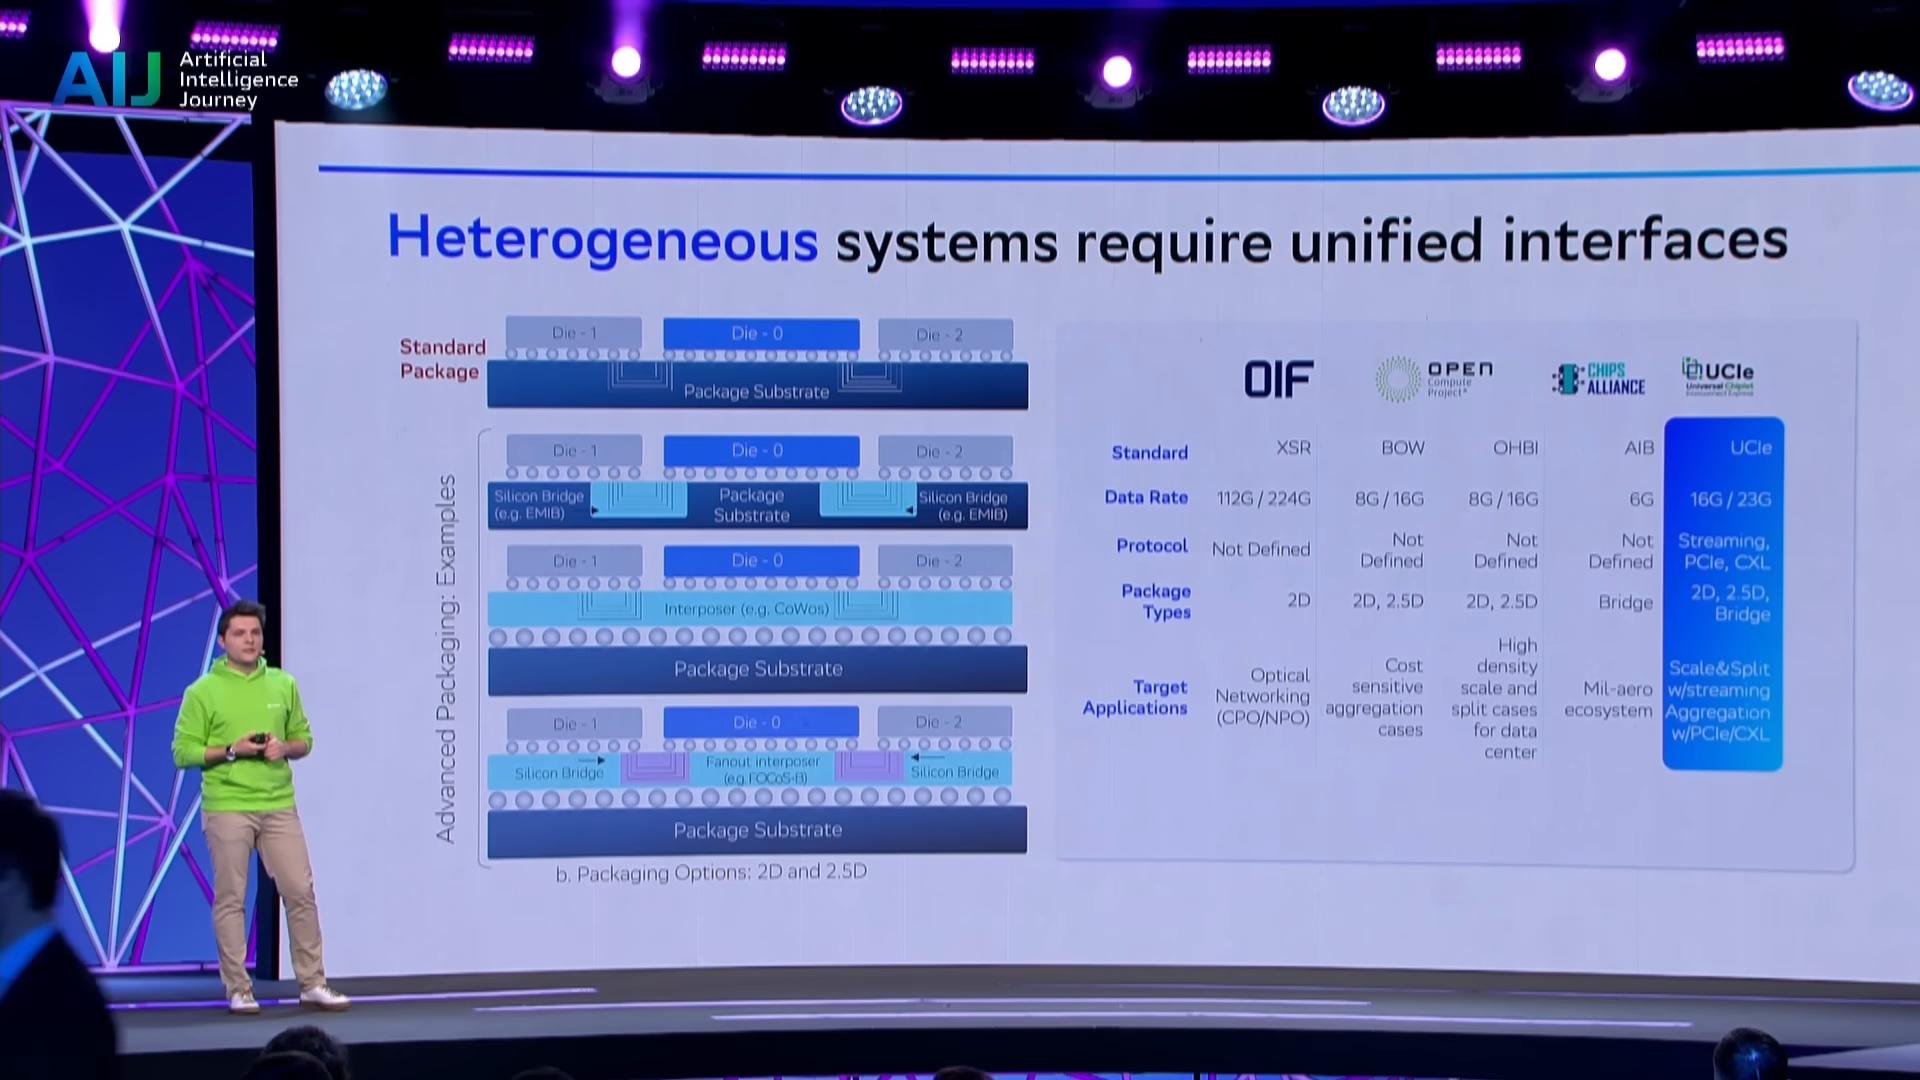 AIJ
Artificial
Intelligence
Journey
Heterogeneous systems require unified interfaces
Standard
Package
Die - 1
Die - 0
Die - 2
Package Substrate
Advanced Packaging: Examples
Die - 1
Die - 0
Die - 2
Silicon Bridge
(e.g. EMIB)
Package
Substrate
Silicon Bridge
(e.g. EMIB)
Die - 1
Die - 0
Die - 2
Interposer (e.g. CoWos)
Package Substrate
Die - 1
Die - 0
Die - 2
Silicon Bridge
Fanout interposer
(e.g. FOCoS-B)
Silicon Bridge
Package Substrate
b. Packaging Options: 2D and 2.5D
OIF
OPEN
Compute
Project
CHIPS
ALLIANCE
UCIe
Universal Chiplet
Interconnect Express
Standard XSR BOW OHBI AIB UCIe
Data Rate 112G / 224G 8G / 16G 8G / 16G 6G 16G / 23G
Protocol
Not Defined
Not
Defined
Not
Defined
Not
Defined
Streaming,
PCIe, CXL
Package
Types
2D
2D, 2.5D
2D, 2.5D
Bridge
2D, 2.5D,
Bridge
Target
Applications
Optical
Networking
(CPO/NPO)
Cost
sensitive
aggregation
cases
High
density
scale and
split cases
for data
center
Mil-aero
ecosystem
Scale&Split
w/streaming
Aggregation
w/PCIe/CXL